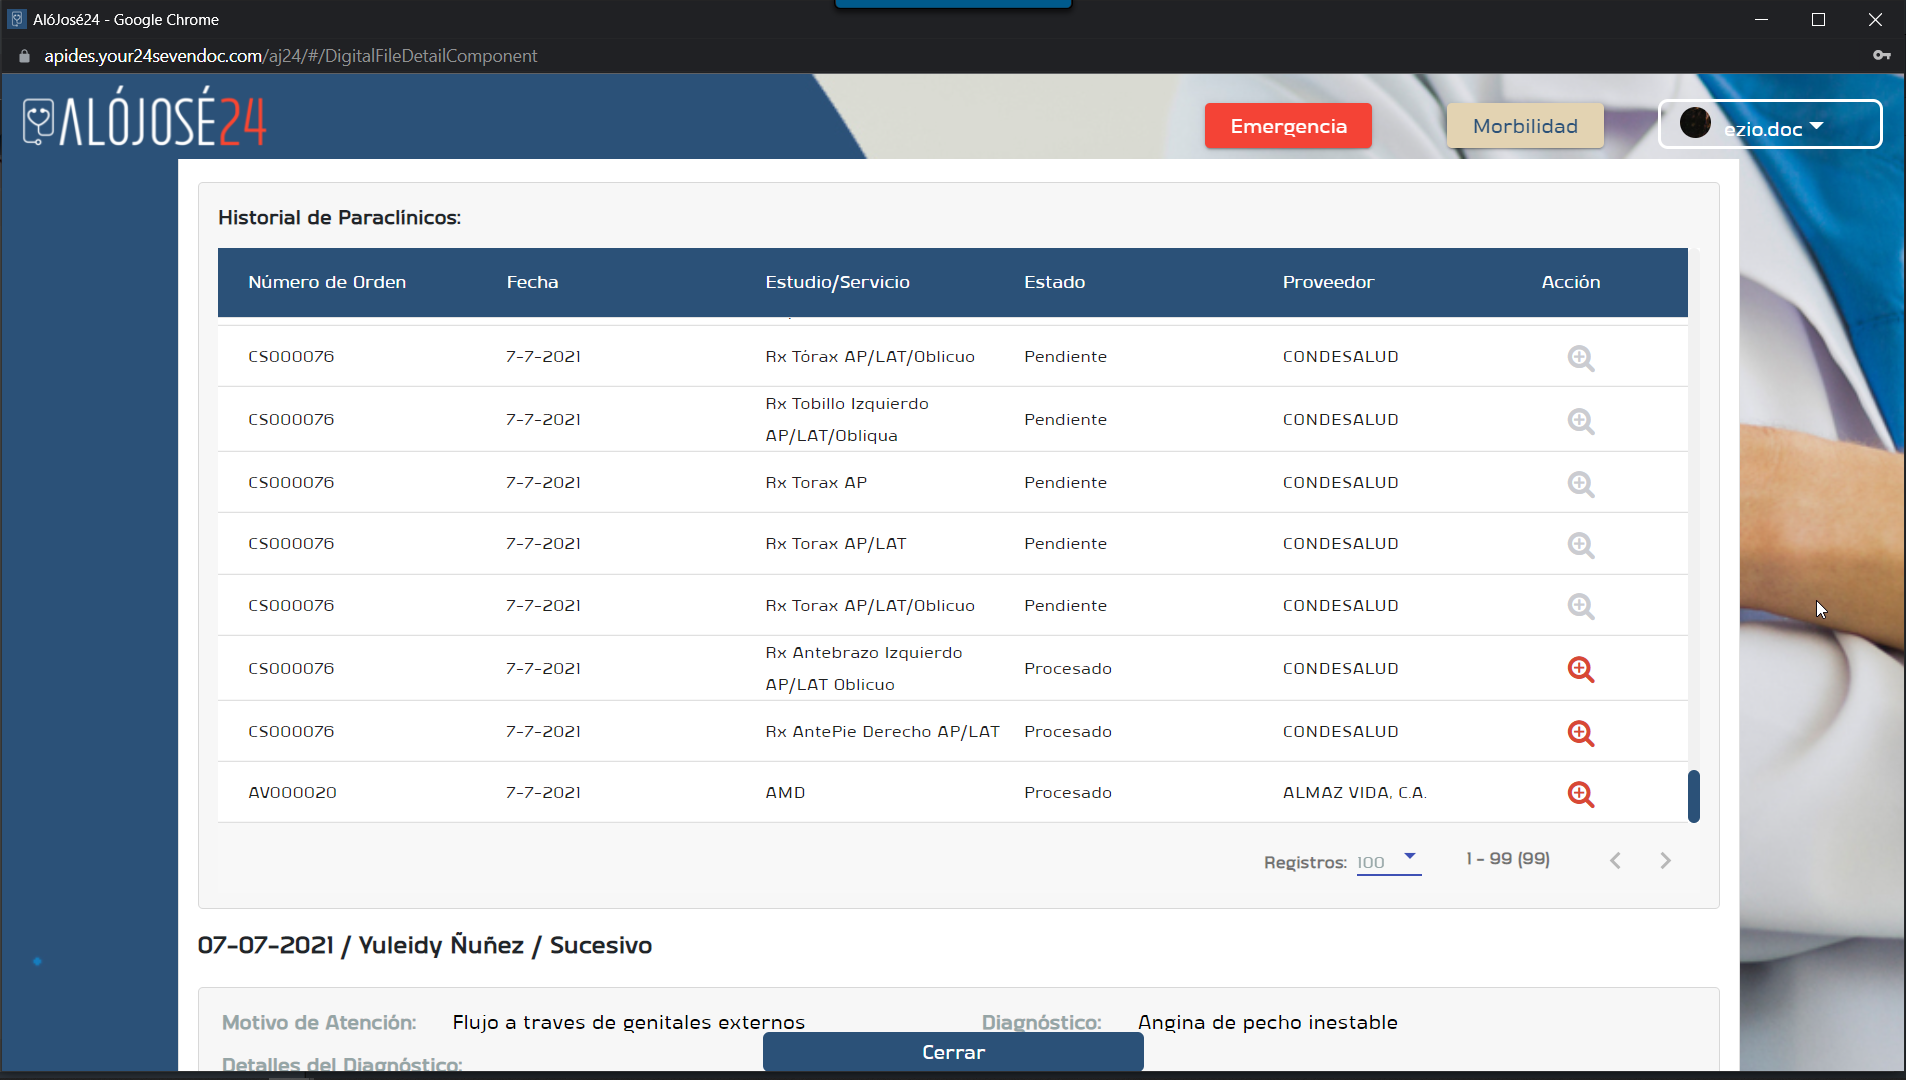 AlóJosé24 - Google Chrome
apides.your24sevendoc.com/aj24/#/DigitalFileDetailComponent
ALÓJOSÉ24
Emergencia
Morbilidad
ezio.doc
Historial de Paraclínicos:
Número de Orden Fecha Estudio/Servicio Estado Proveedor Acción
CS000076 7-7-2021 Rx Tórax AP/LAT/Oblicuo Pendiente CONDESALUD
CS000076 7-7-2021 Rx Tobillo Izquierdo AP/LAT/Obliqua Pendiente CONDESALUD
CS000076 7-7-2021 Rx Torax AP Pendiente CONDESALUD
CS000076 7-7-2021 Rx Torax AP/LAT Pendiente CONDESALUD
CS000076 7-7-2021 Rx Torax AP/LAT/Oblicuo Pendiente CONDESALUD
CS000076 7-7-2021 Rx Antebrazo Izquierdo AP/LAT Oblicuo Procesado CONDESALUD
CS000076 7-7-2021 Rx AntePie Derecho AP/LAT Procesado CONDESALUD
AV000020 7-7-2021 AMD Procesado ALMAZ VIDA, C.A.
Registros: 100 1 - 99 (99)
07-07-2021 / Yuleidy Ñuñez / Sucesivo
Motivo de Atención: Flujo a traves de genitales externos Diagnóstico: Angina de pecho inestable
Detalles del Diagnóstico:
Cerrar